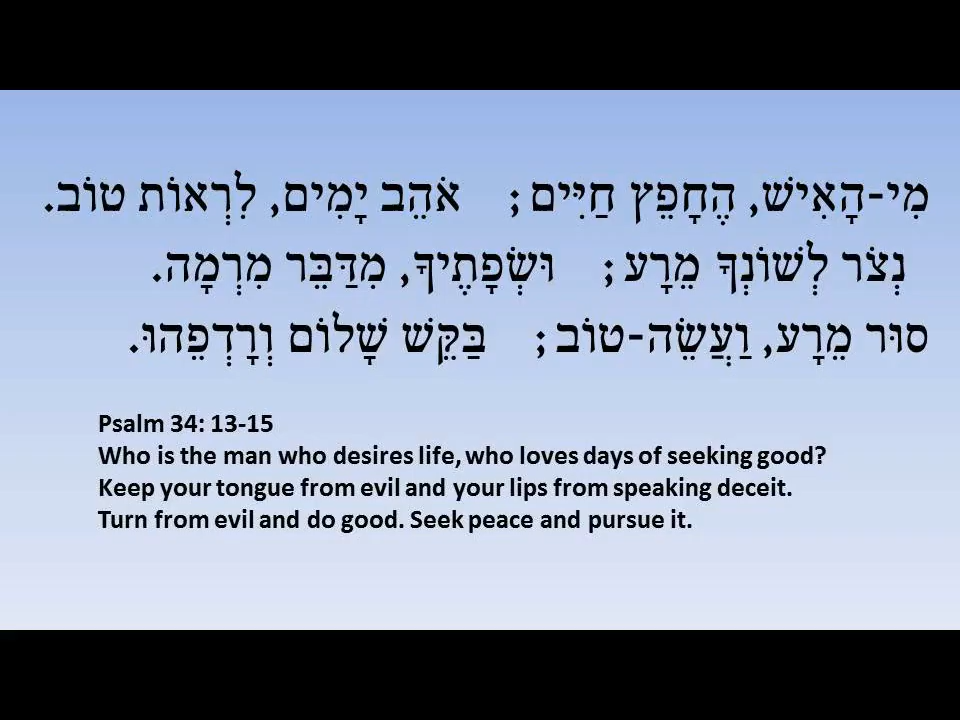 מִי-הָאִישׁ, הֶחָפֵץ חַיִּים; אֹהֵב יָמִים, לִרְאוֹת טוֹב.
נְצֹר לְשׁוֹנְךָ מֵרָע; וּשְׂפָתֶיךָ, מִדַּבֵּר מִרְמָה.
סוּר מֵרָע, וַעֲשֵׂה-טוֹב; בַּקֵּשׁ שָׁלוֹם וְרָדְפֵהוּ.
Psalm 34: 13-15
Who is the man who desires life, who loves days of seeking good?
Keep your tongue from evil and your lips from speaking deceit.
Turn from evil and do good. Seek peace and pursue it.